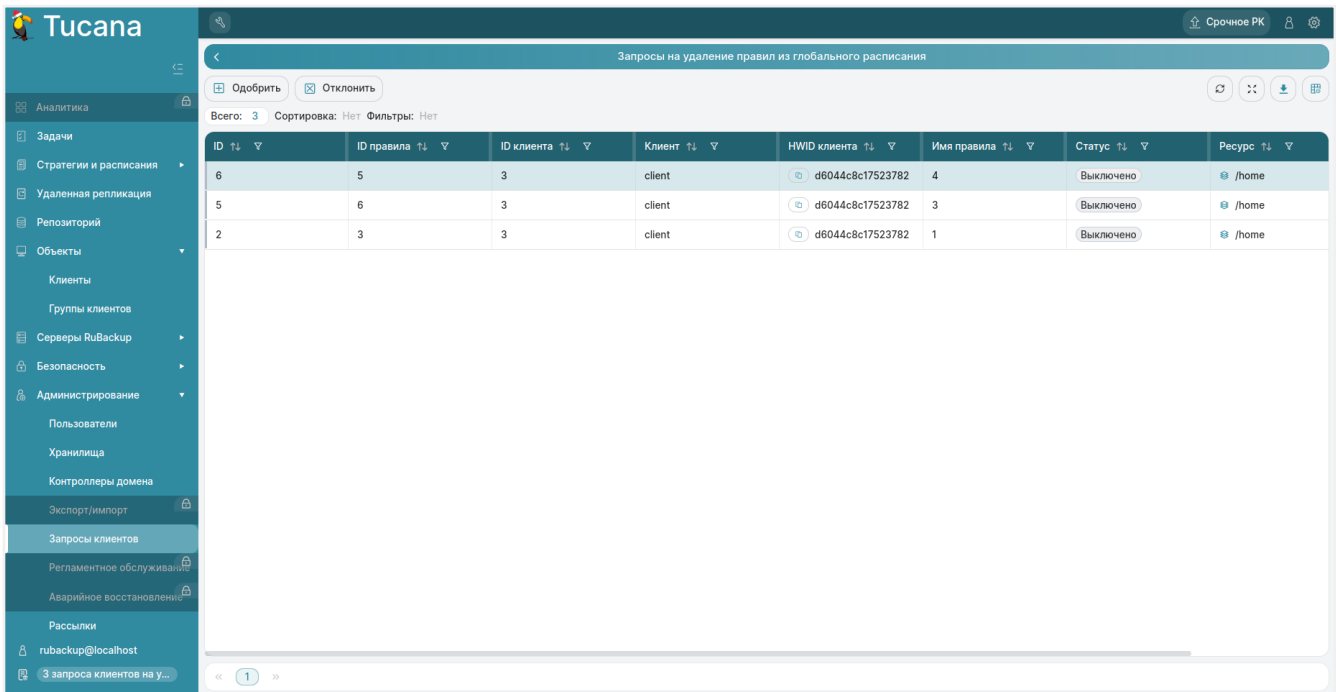 Tucana
Срочное РК
Запросы на удаление правил из глобального расписания
Одобрить Отклонить
Всего: 3 Сортировка: Нет Фильтры: Нет
ID ID правила ID клиента Клиент HWID клиента Имя правила Статус Ресурс
6 5 3 client d6044c8c17523782 4 Выключено /home
5 6 3 client d6044c8c17523782 3 Выключено /home
2 3 3 client d6044c8c17523782 1 Выключено /home
Аналитика
Задачи
Стратегии и расписания
Удаленная репликация
Репозиторий
Объекты
Клиенты
Группы клиентов
Серверы RuBackup
Безопасность
Администрирование
Пользователи
Хранилища
Контроллеры домена
Экспорт/импорт
Запросы клиентов
Регламентное обслуживание
Аварийное восстановление
Рассылки
rubackup@localhost
3 запроса клиентов на у...
« 1 »